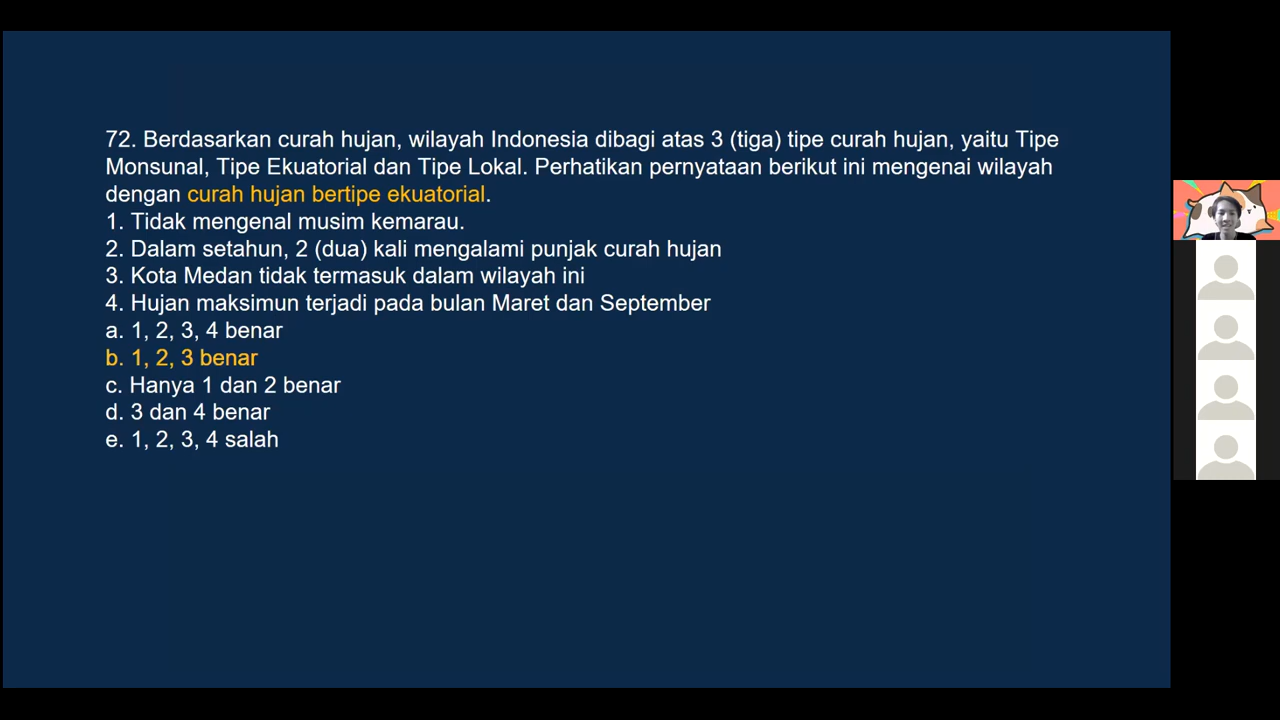 72. Berdasarkan curah hujan, wilayah Indonesia dibagi atas 3 (tiga) tipe curah hujan, yaitu Tipe
Monsunal, Tipe Ekuatorial dan Tipe Lokal. Perhatikan pernyataan berikut ini mengenai wilayah
dengan curah hujan bertipe ekuatorial.
1. Tidak mengenal musim kemarau.
2. Dalam setahun, 2 (dua) kali mengalami punjak curah hujan
3. Kota Medan tidak termasuk dalam wilayah ini
4. Hujan maksimun terjadi pada bulan Maret dan September
a. 1, 2, 3, 4 benar
b. 1, 2, 3 benar
c. Hanya 1 dan 2 benar
d. 3 dan 4 benar
e. 1, 2, 3, 4 salah